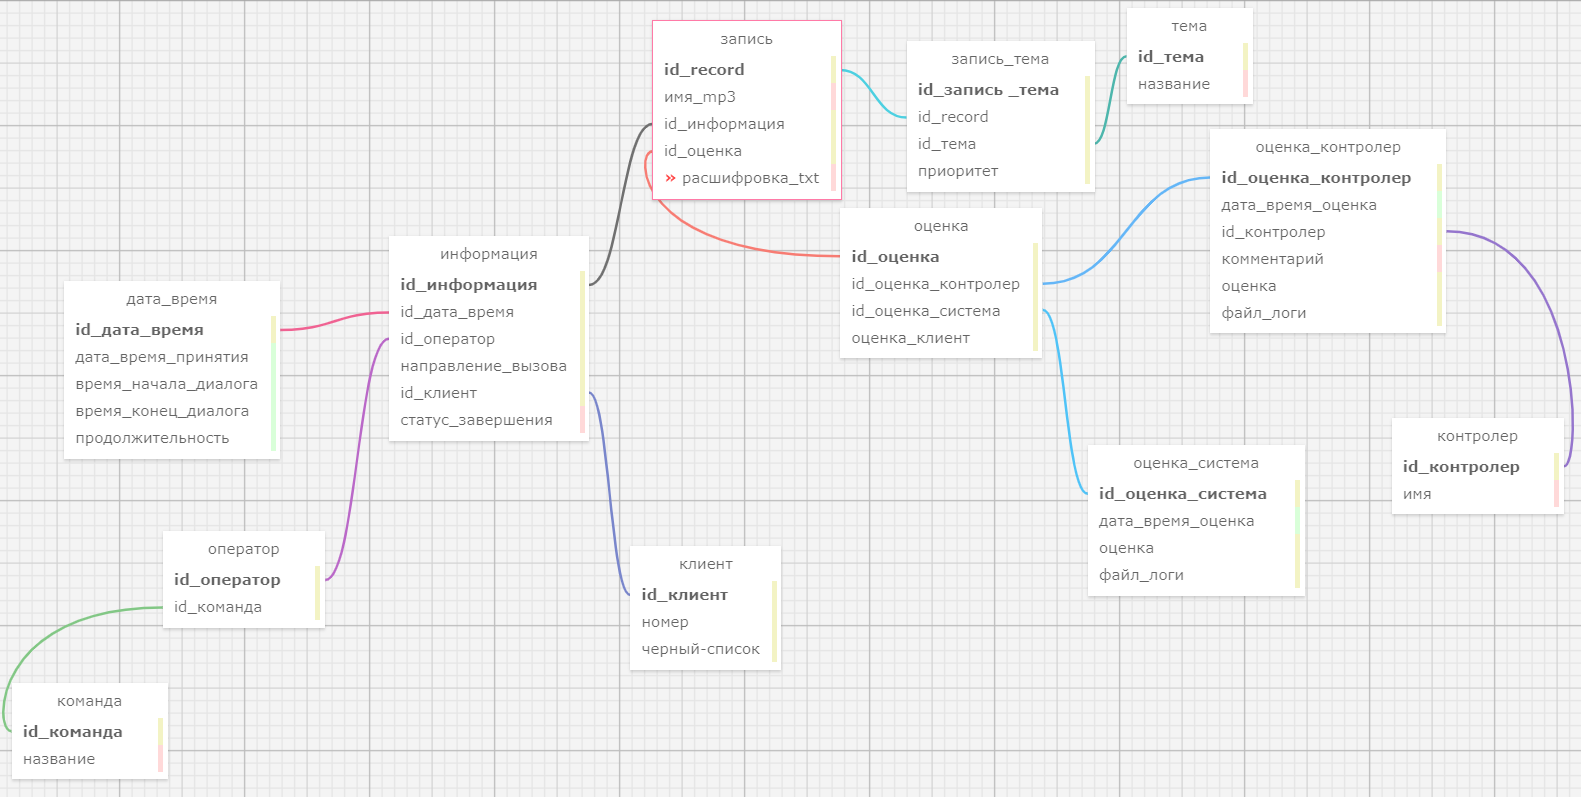 запись
id_record
имя_mp3
id_информация
id_оценка
» расшифровка_txt
запись_тема
id_запись _тема
id_record
id_тема
приоритет
тема
id_тема
название
оценка_контролер
id_оценка_контролер
дата_время_оценка
id_контролер
комментарий
оценка
файл_логи
оценка
id_оценка
id_оценка_контролер
id_оценка_система
оценка_клиент
информация
id_информация
id_дата_время
id_оператор
направление_вызова
id_клиент
статус_завершения
дата_время
id_дата_время
дата_время_принятия
время_начала_диалога
время_конец_диалога
продолжительность
контролер
id_контролер
имя
оценка_система
id_оценка_система
дата_время_оценка
оценка
файл_логи
оператор
id_оператор
id_команда
клиент
id_клиент
номер
черный-список
команда
id_команда
название